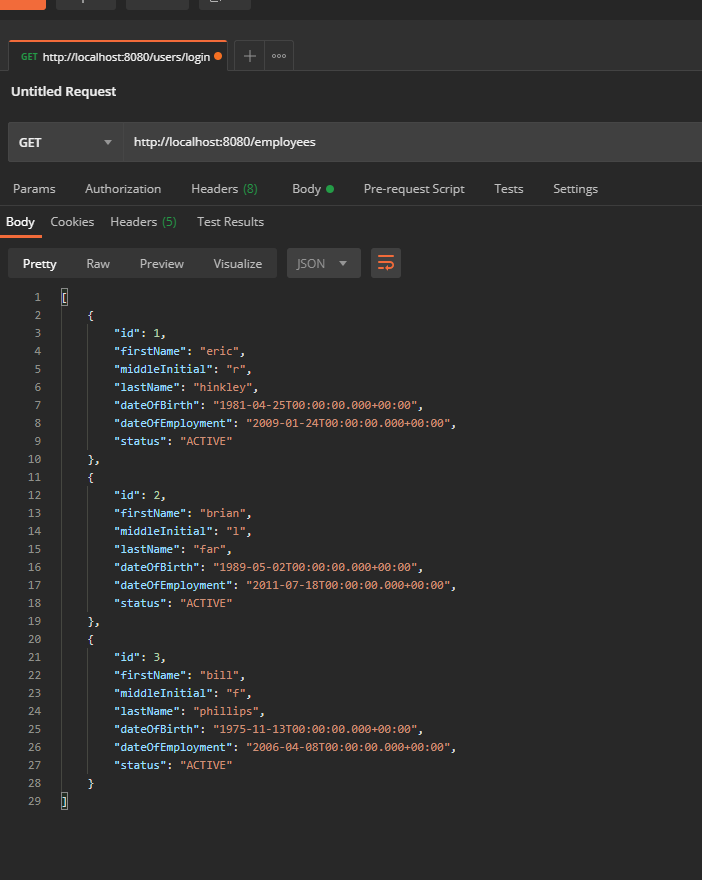 GET http://localhost:8080/users/login
Untitled Request
GET http://localhost:8080/employees
Params Authorization Headers (8) Body Pre-request Script Tests Settings
Body Cookies Headers (5) Test Results
Pretty Raw Preview Visualize JSON
1 [
2 {
3 "id": 1,
4 "firstName": "eric",
5 "middleInitial": "r",
6 "lastName": "hinkley",
7 "dateOfBirth": "1981-04-25T00:00:00.000+00:00",
8 "dateOfEmployment": "2009-01-24T00:00:00.000+00:00",
9 "status": "ACTIVE"
10 },
11 {
12 "id": 2,
13 "firstName": "brian",
14 "middleInitial": "l",
15 "lastName": "far",
16 "dateOfBirth": "1989-05-02T00:00:00.000+00:00",
17 "dateOfEmployment": "2011-07-18T00:00:00.000+00:00",
18 "status": "ACTIVE"
19 },
20 {
21 "id": 3,
22 "firstName": "bill",
23 "middleInitial": "f",
24 "lastName": "phillips",
25 "dateOfBirth": "1975-11-13T00:00:00.000+00:00",
26 "dateOfEmployment": "2006-04-08T00:00:00.000+00:00",
27 "status": "ACTIVE"
28 }
29 ]